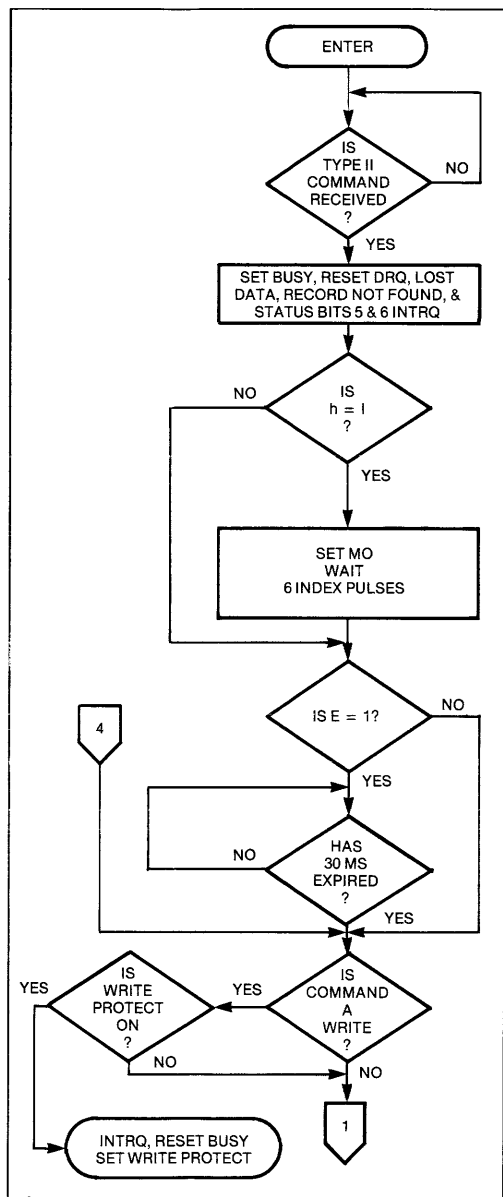 ENTER
IS
TYPE II
COMMAND
RECEIVED
?
NO
YES
SET BUSY, RESET DRQ, LOST
DATA, RECORD NOT FOUND, &
STATUS BITS 5 & 6 INTRQ
NO
IS
h = I
?
YES
SET MO
WAIT
6 INDEX PULSES
IS E = 1?
NO
4
YES
NO
HAS
30 MS
EXPIRED
?
YES
YES
IS
WRITE
PROTECT
ON
?
YES
IS
COMMAND
A
WRITE
?
NO
NO
1
INTRQ, RESET BUSY
SET WRITE PROTECT